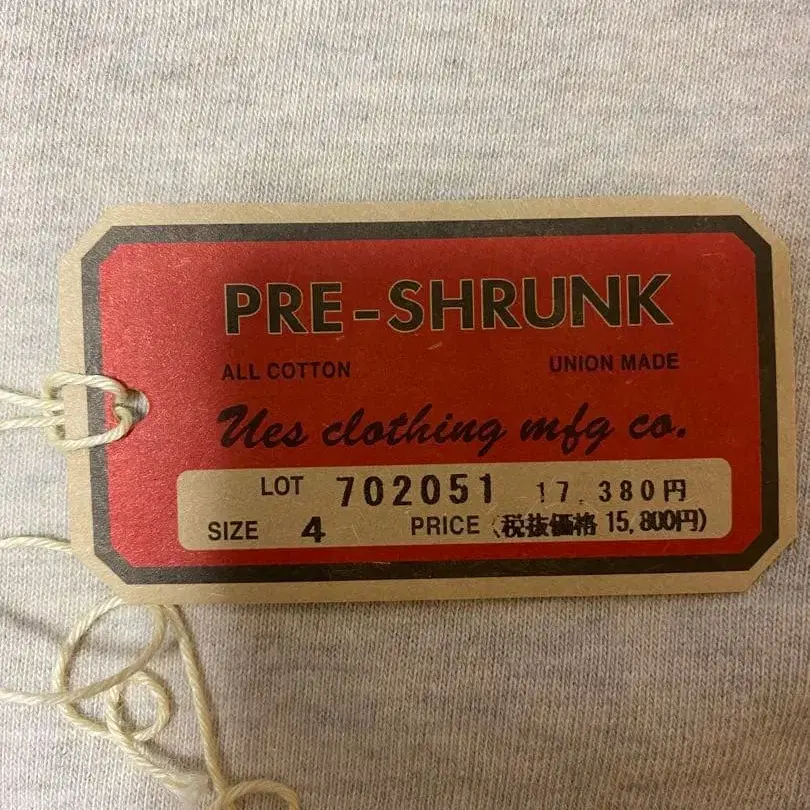 PRE-SHRUNK
ALL COTTON UNION MADE
Ues clothing mfg co.
LOT 702051 17,380円
SIZE 4 PRICE (税抜価格 15,800円)